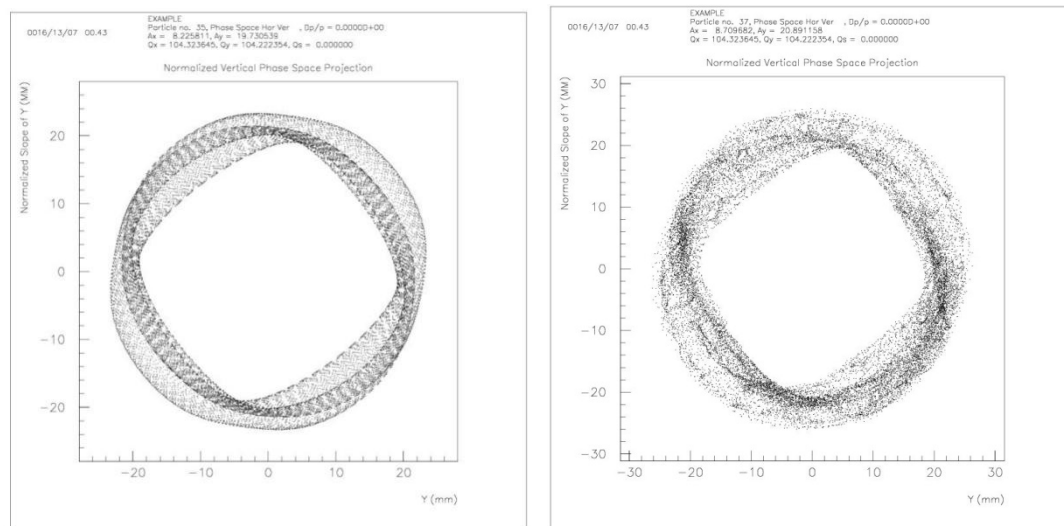 EXAMPLE
0016/13/07 00.43
Particle no. 35, Phase Space Hor Ver , Dp/p = 0.00000+00
Ax = 8.225811, Ay = 19.730539
Qx = 104.323645, Qy = 104.222354, Qs = 0.000000
Normalized Vertical Phase Space Projection
Normalized Slope of Y (MM)
20
10
0
−10
−20
−20
−10
0
10
20
Y (mm)
EXAMPLE
0016/13/07 00.43
Particle no. 37, Phase Space Hor Ver , Dp/p = 0.00000+00
Ax = 8.709682, Ay = 20.891158
Qx = 104.323645, Qy = 104.222354, Qs = 0.000000
Normalized Vertical Phase Space Projection
Normalized Slope of Y (MM)
30
20
10
0
−10
−20
−30
−30
−20
−10
0
10
20
30
Y (mm)